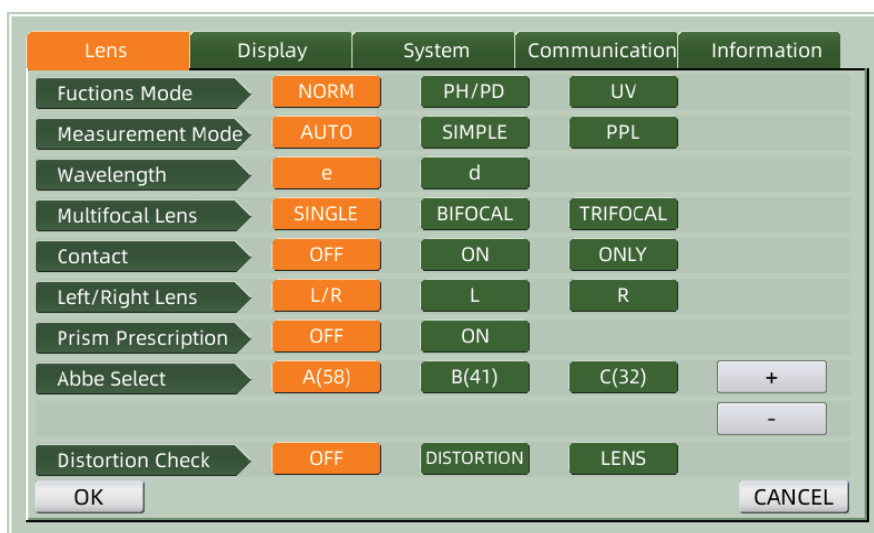 Lens Display System Communication Information
Fuctions Mode NORM PH/PD UV
Measurement Mode AUTO SIMPLE PPL
Wavelength e d
Multifocal Lens SINGLE BIFOCAL TRIFOCAL
Contact OFF ON ONLY
Left/Right Lens L/R L R
Prism Prescription OFF ON
Abbe Select A(58) B(41) C(32) +
-
Distortion Check OFF DISTORTION LENS
OK CANCEL